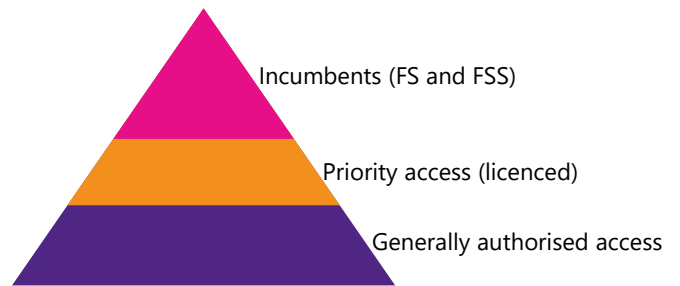 Incumbents (FS and FSS)
Priority access (licenced)
Generally authorised access